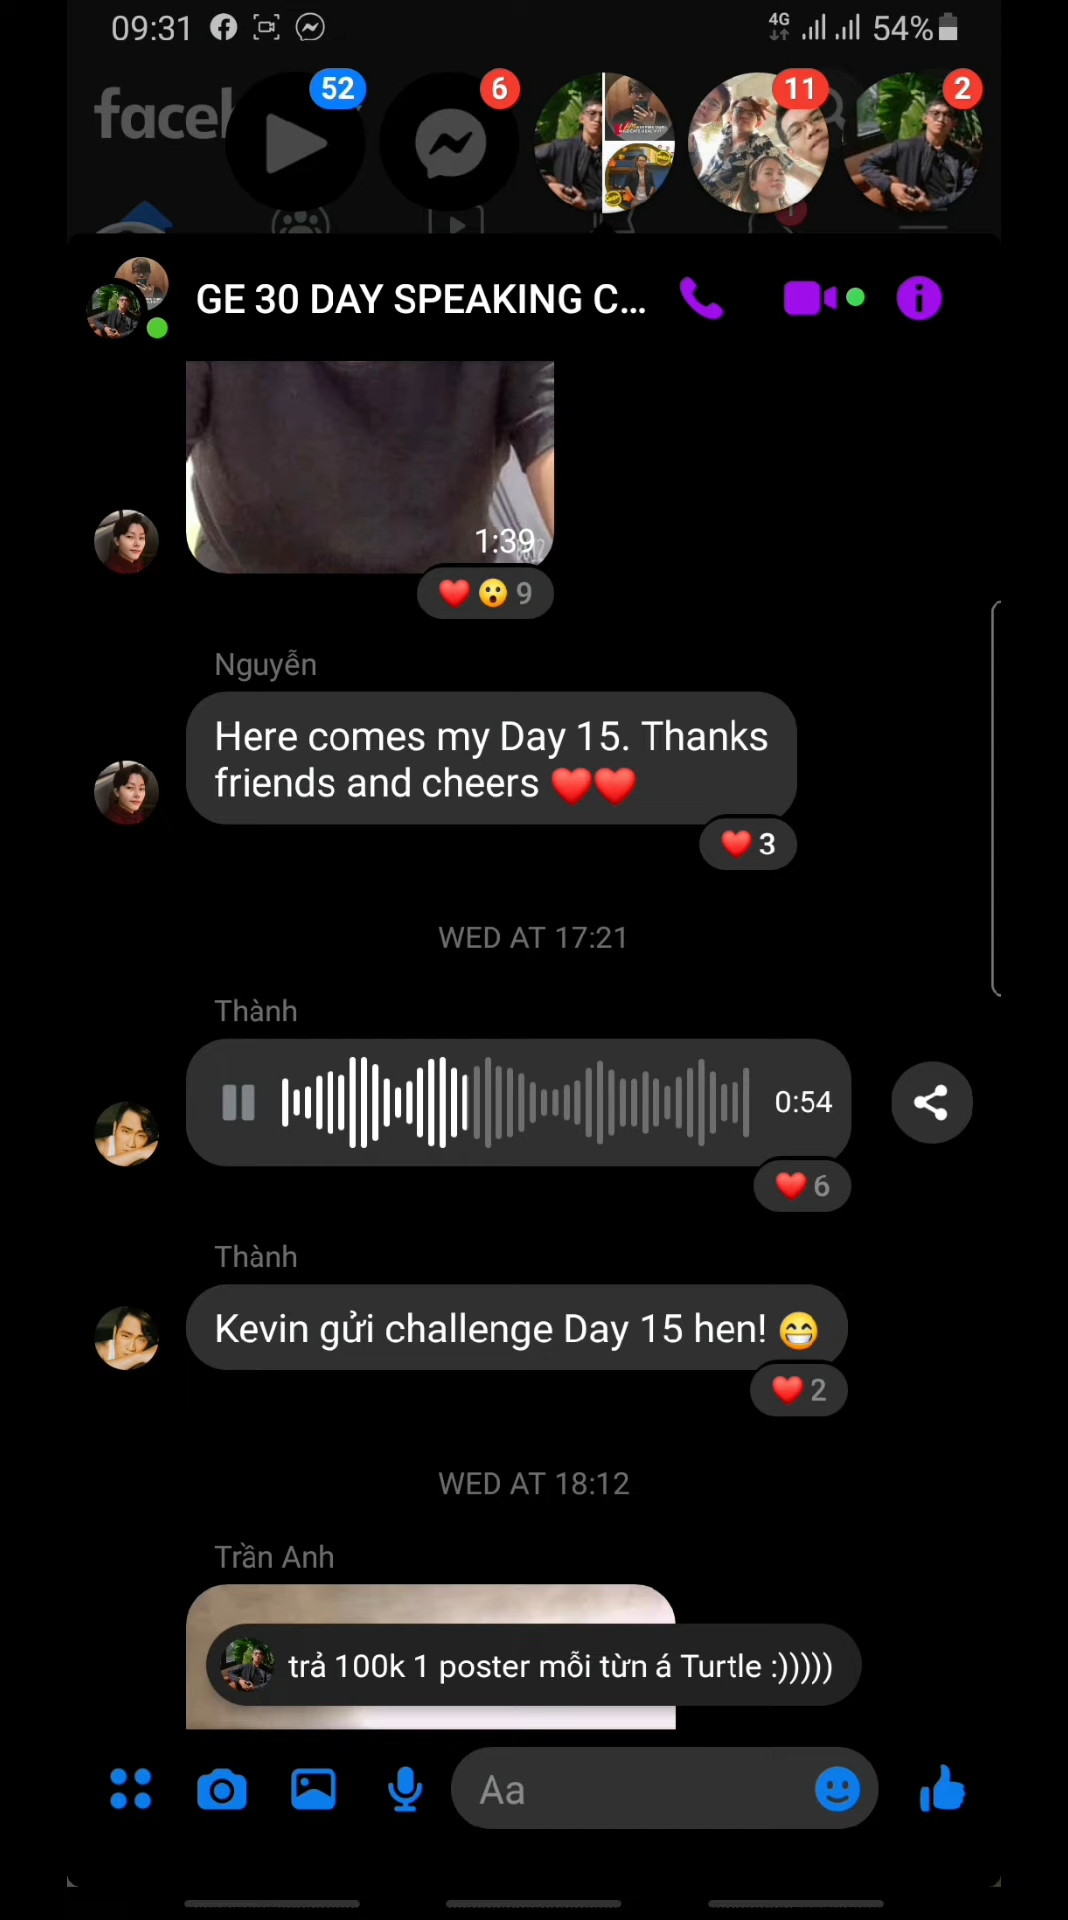 09:31
4G
54%
52
6
11
2
faceb
GE 30 DAY SPEAKING C...
1:39
9
Nguyễn
Here comes my Day 15. Thanks
friends and cheers ❤️❤️
3
WED AT 17:21
Thành
0:54
6
Thành
Kevin gửi challenge Day 15 hen! 😁
2
WED AT 18:12
Trần Anh
trả 100k 1 poster mỗi từn á Turtle :)))))
Aa